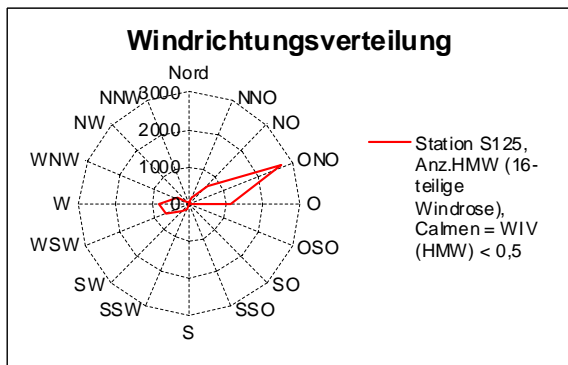 Windrichtungsverteilung
Nord
NNO
NO
ONO
O
OSO
SO
SSO
S
SSW
SW
WSW
W
WNW
NW
NNW
3000
2000
1000
0
Station S125,
Anz.HMW (16-
teilige
Windrose),
Calmen = WIV
(HMW) < 0,5